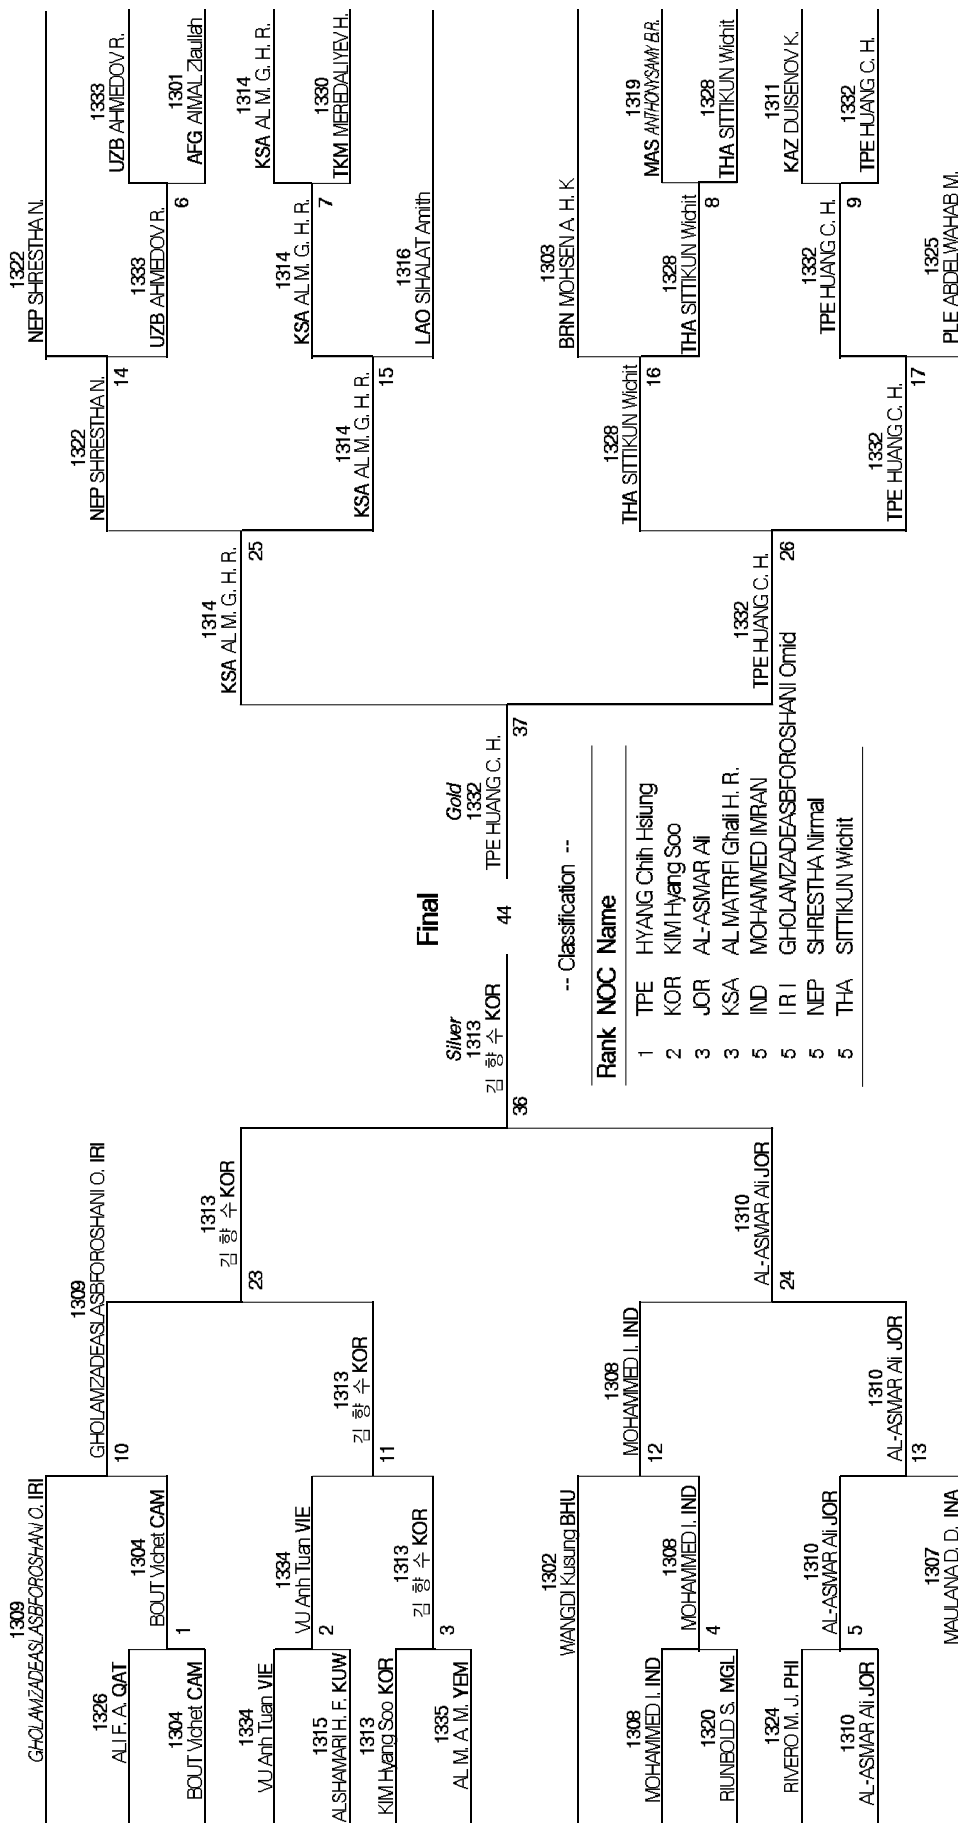 1309
GHOLAMZADEASLASBFOROSHANI O. IRI
1326
ALI F. A. QAT
1304
BOUT Vichet CAM
1334
VU Anh Tuan VIE
1315
ALSHAMARI H. F. KUW
1313
KIM Hyang Soo KOR
1335
AL M. A. M. YEM
1302
WANGDI Kusung BHU
1308
MOHAMMED I. IND
1320
RIUNBOLD S. MGL
1324
RIVERO M. J. PHI
1310
AL-ASMAR Ali JOR
1307
MAULANA D. D. INA
1304
BOUT Vichet CAM
1
1334
VU Anh Tuan VIE
2
1313
김 향 수 KOR
3
1308
MOHAMMED I. IND
4
1310
AL-ASMAR Ali JOR
5
1309
GHOLAMZADEASLASBFOROSHANI O. IRI
10
1313
김 향 수 KOR
11
1308
MOHAMMED I. IND
12
1310
AL-ASMAR Ali JOR
13
1313
김 향 수 KOR
23
1310
AL-ASMAR Ali JOR
24
Silver
1313
김 향 수 KOR
36
Final
44
Gold
1332
TPE HUANG C. H.
37
-- Classification --
Rank NOC Name
1 TPE HYANG Chih Hsiung
2 KOR KIM Hyang Soo
3 JOR AL-ASMAR Ali
3 KSA AL MATRFI Ghali H. R.
5 IND MOHAMMED IMRAN
5 I R I GHOLAMZADEASBFOROSHANI Omid
5 NEP SHRESTHA Nirmal
5 THA SITTIKUN Wichit
1314
KSA AL M. G. H. R.
25
1332
TPE HUANG C. H.
26
1322
NEP SHRESTHA N.
14
1314
KSA AL M. G. H. R.
15
1328
THA SITTIKUN Wichit
16
1332
TPE HUANG C. H.
17
1322
NEP SHRESTHA N.
1333
UZB AHMEDOV R.
6
1314
KSA AL M. G. H. R.
7
1316
LAO SIHALAT Amith
1303
BRN MOHSEN A. H. K
1328
THA SITTIKUN Wichit
8
1332
TPE HUANG C. H.
9
1325
PLE ABDELWAHAB M.
1333
UZB AHMEDOV R.
1301
AFG AIMAL Ziaullah
1314
KSA AL M. G. H. R.
1330
TKM MEREDALIYEV H.
1319
MAS ANTHONYSAMY B.R.
1328
THA SITTIKUN Wichit
1311
KAZ DUISENOV K.
1332
TPE HUANG C. H.